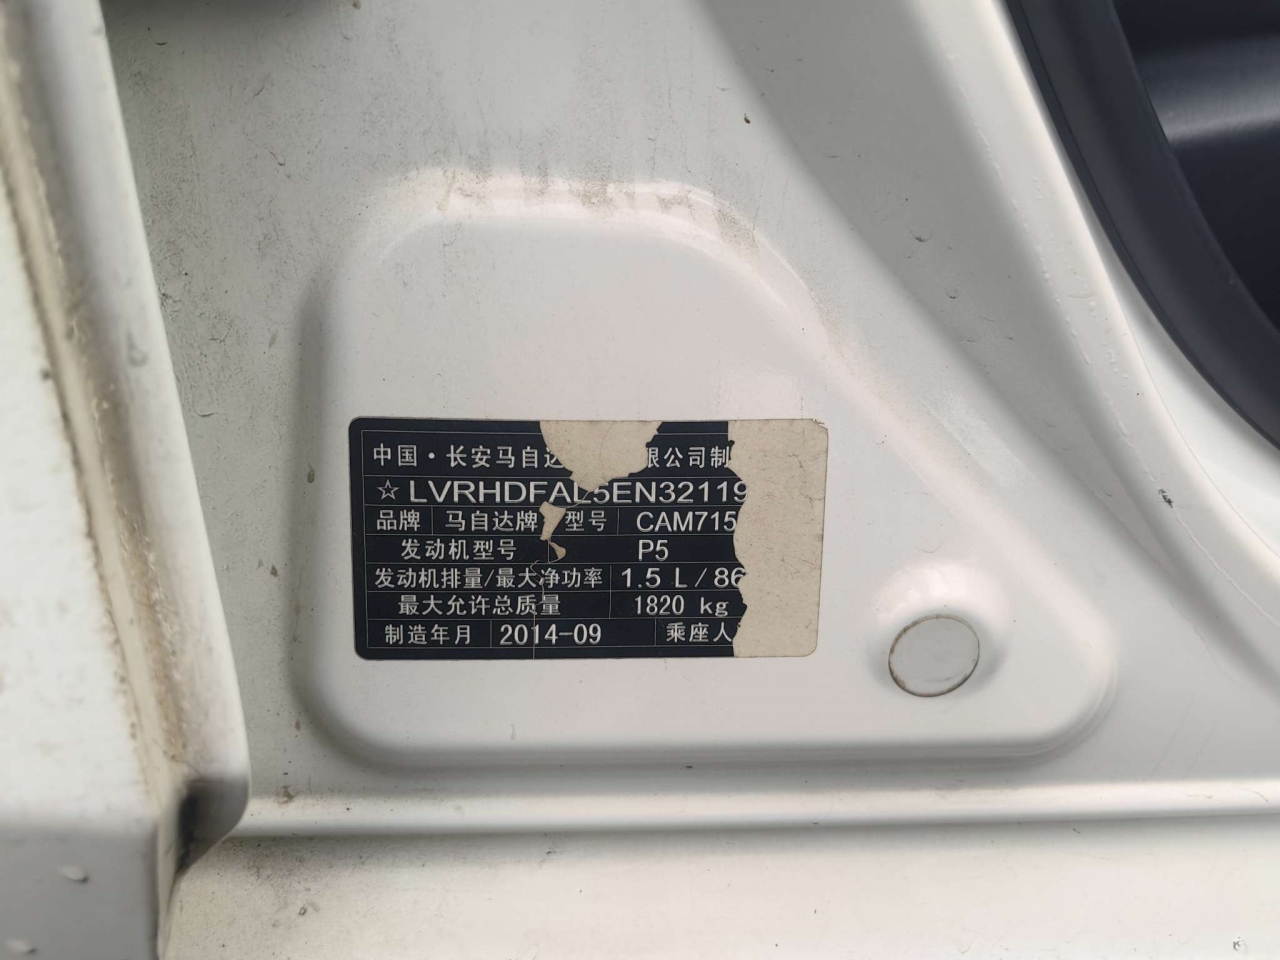 中国·长安马自达 限公司制
☆LVRHDFAL5EN32119
品牌 马自达牌 型号 CAM715
发动机型号 P5
发动机排量/最大净功率 1.5 L/86
最大允许总质量 1820 kg
制造年月 2014-09 乘座人